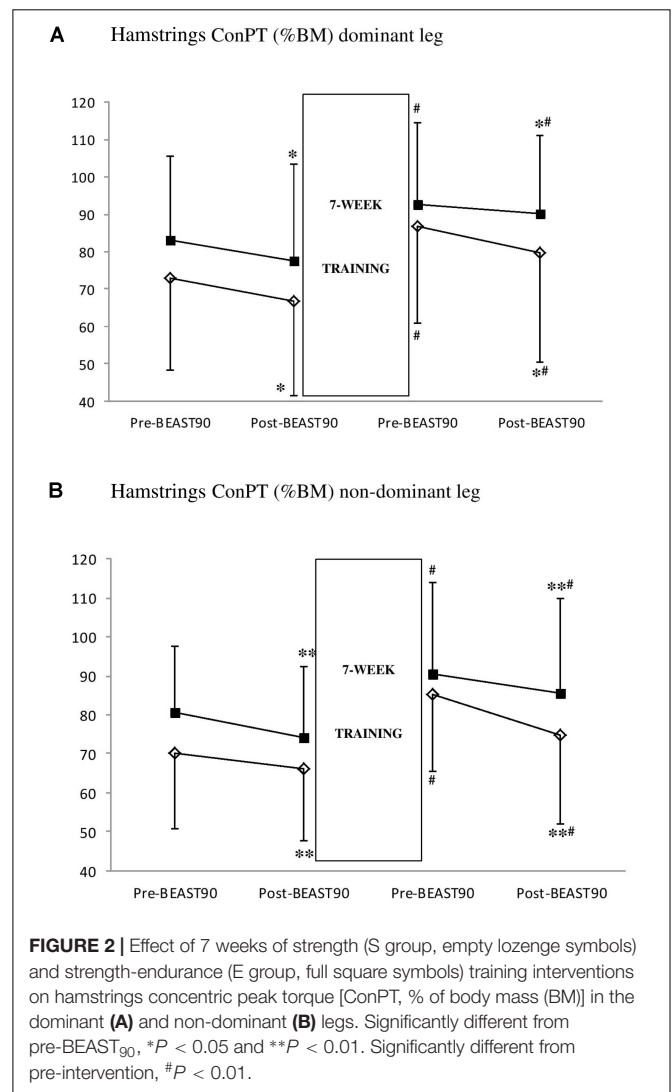 A Hamstrings ConPT (%BM) dominant leg
120
110
100
90
80
70
60
50
40
# *#
*
7-WEEK
TRAINING
#
* *#
Pre-BEAST90 Post-BEAST90 Pre-BEAST90 Post-BEAST90
B Hamstrings ConPT (%BM) non-dominant leg
120
110
100
90
80
70
60
50
40
# **#
**
7-WEEK
TRAINING
#
** **#
Pre-BEAST90 Post-BEAST90 Pre-BEAST90 Post-BEAST90
FIGURE 2 | Effect of 7 weeks of strength (S group, empty lozenge symbols)
and strength-endurance (E group, full square symbols) training interventions
on hamstrings concentric peak torque [ConPT, % of body mass (BM)] in the
dominant (A) and non-dominant (B) legs. Significantly different from
pre-BEAST₉₀, *P < 0.05 and **P < 0.01. Significantly different from
pre-intervention, #P < 0.01.